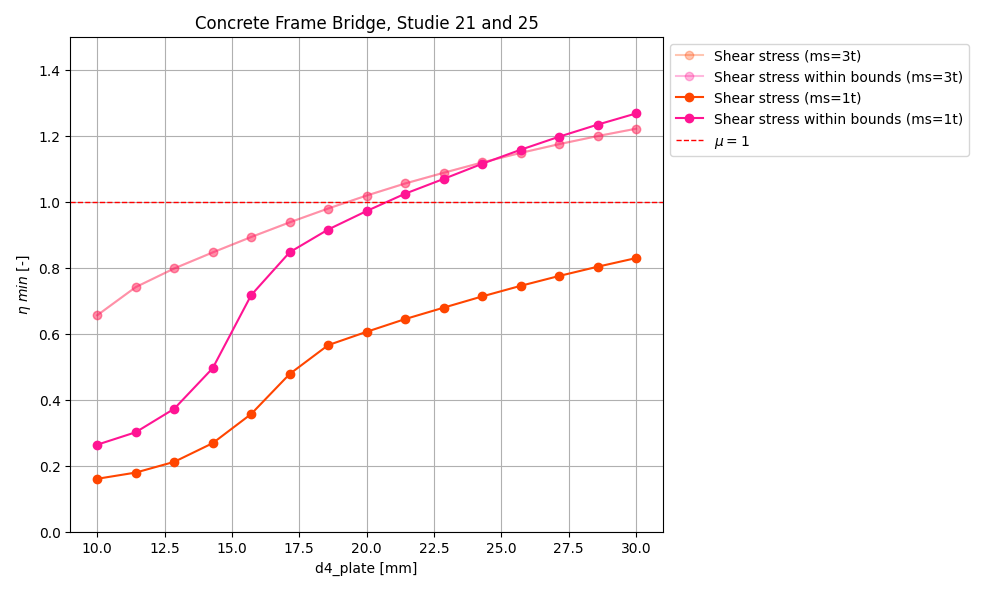 Concrete Frame Bridge, Studie 21 and 25
Shear stress (ms=3t)
Shear stress within bounds (ms=3t)
Shear stress (ms=1t)
Shear stress within bounds (ms=1t)
μ = 1
1.4
1.2
1.0
0.8
0.6
0.4
0.2
0.0
η min [-]
10.0 12.5 15.0 17.5 20.0 22.5 25.0 27.5 30.0
d4_plate [mm]